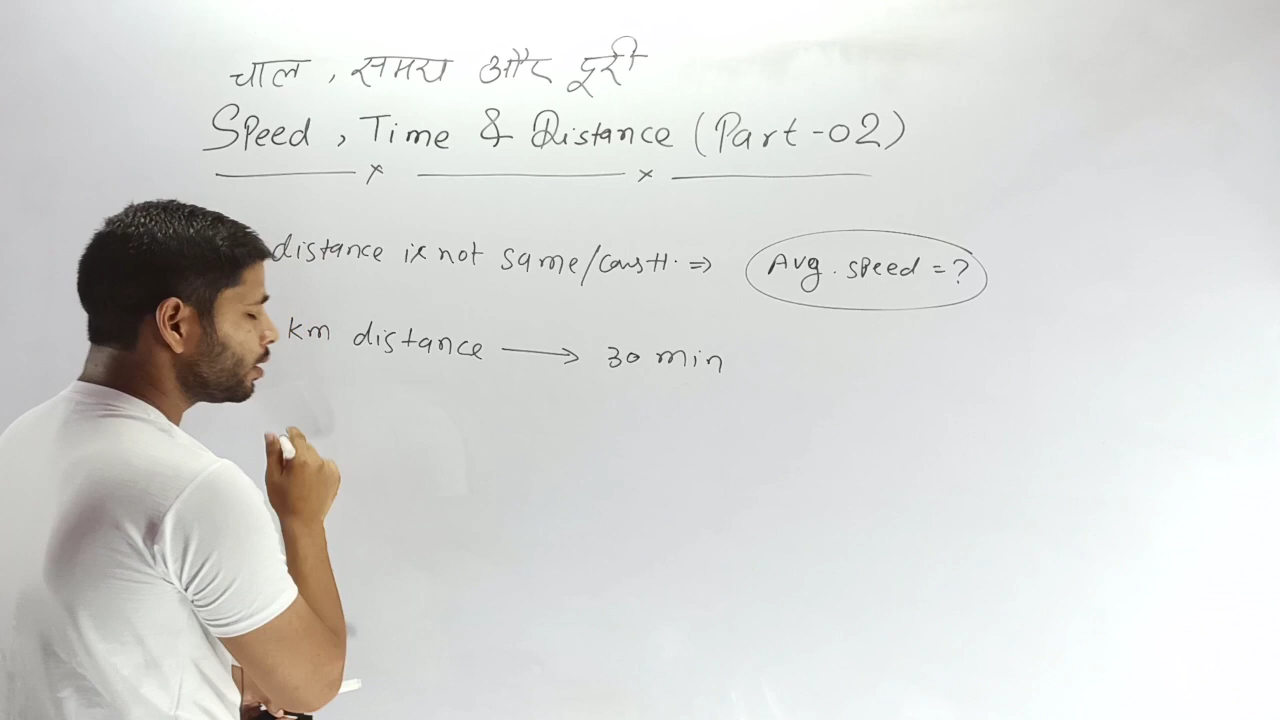 चाल, समय और दूरी
Speed, Time & Distance (Part-02)
distance is not same/Constt. ⇒ Avg. speed = ?
km distance ⟶ 30 min